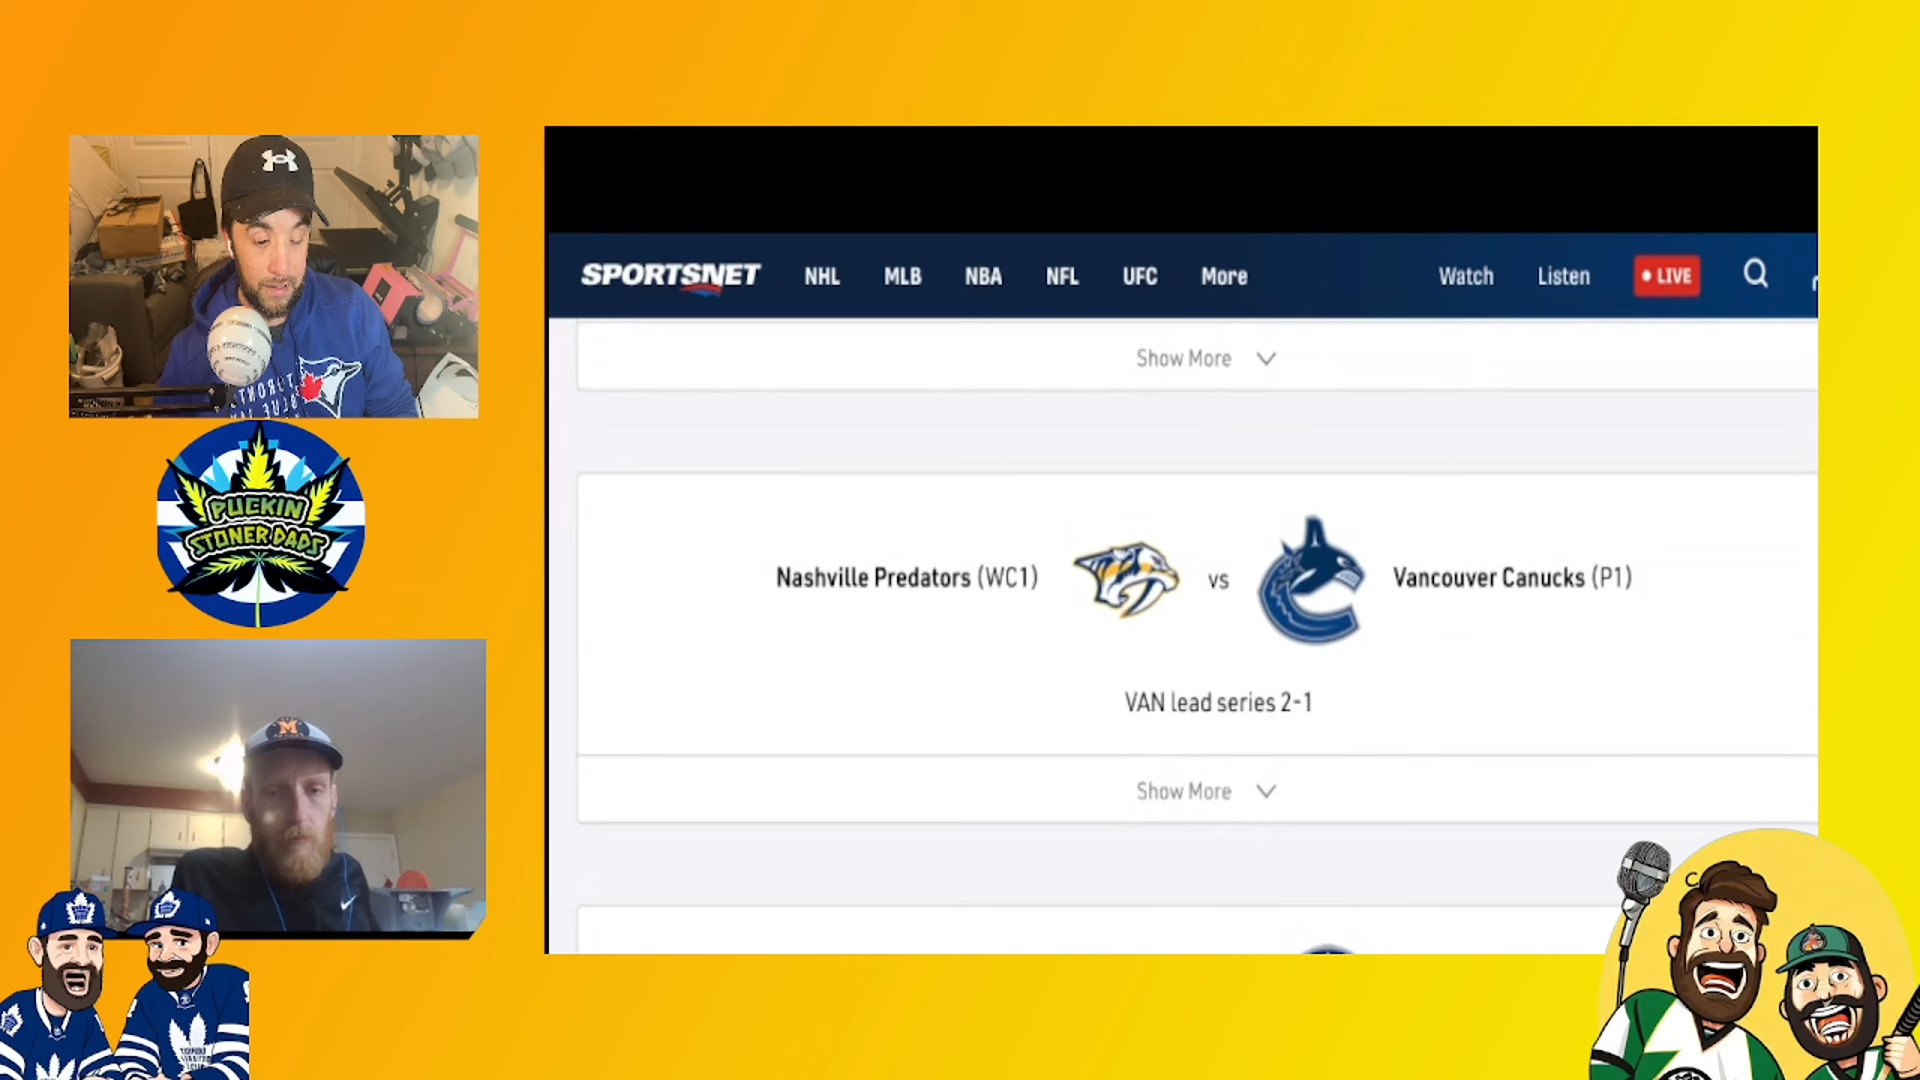 SPORTSNET NHL MLB NBA NFL UFC More Watch Listen LIVE
Show More
Nashville Predators (WC1) vs Vancouver Canucks (P1)
VAN lead series 2-1
Show More
PUCKIN
STONER DADS
M